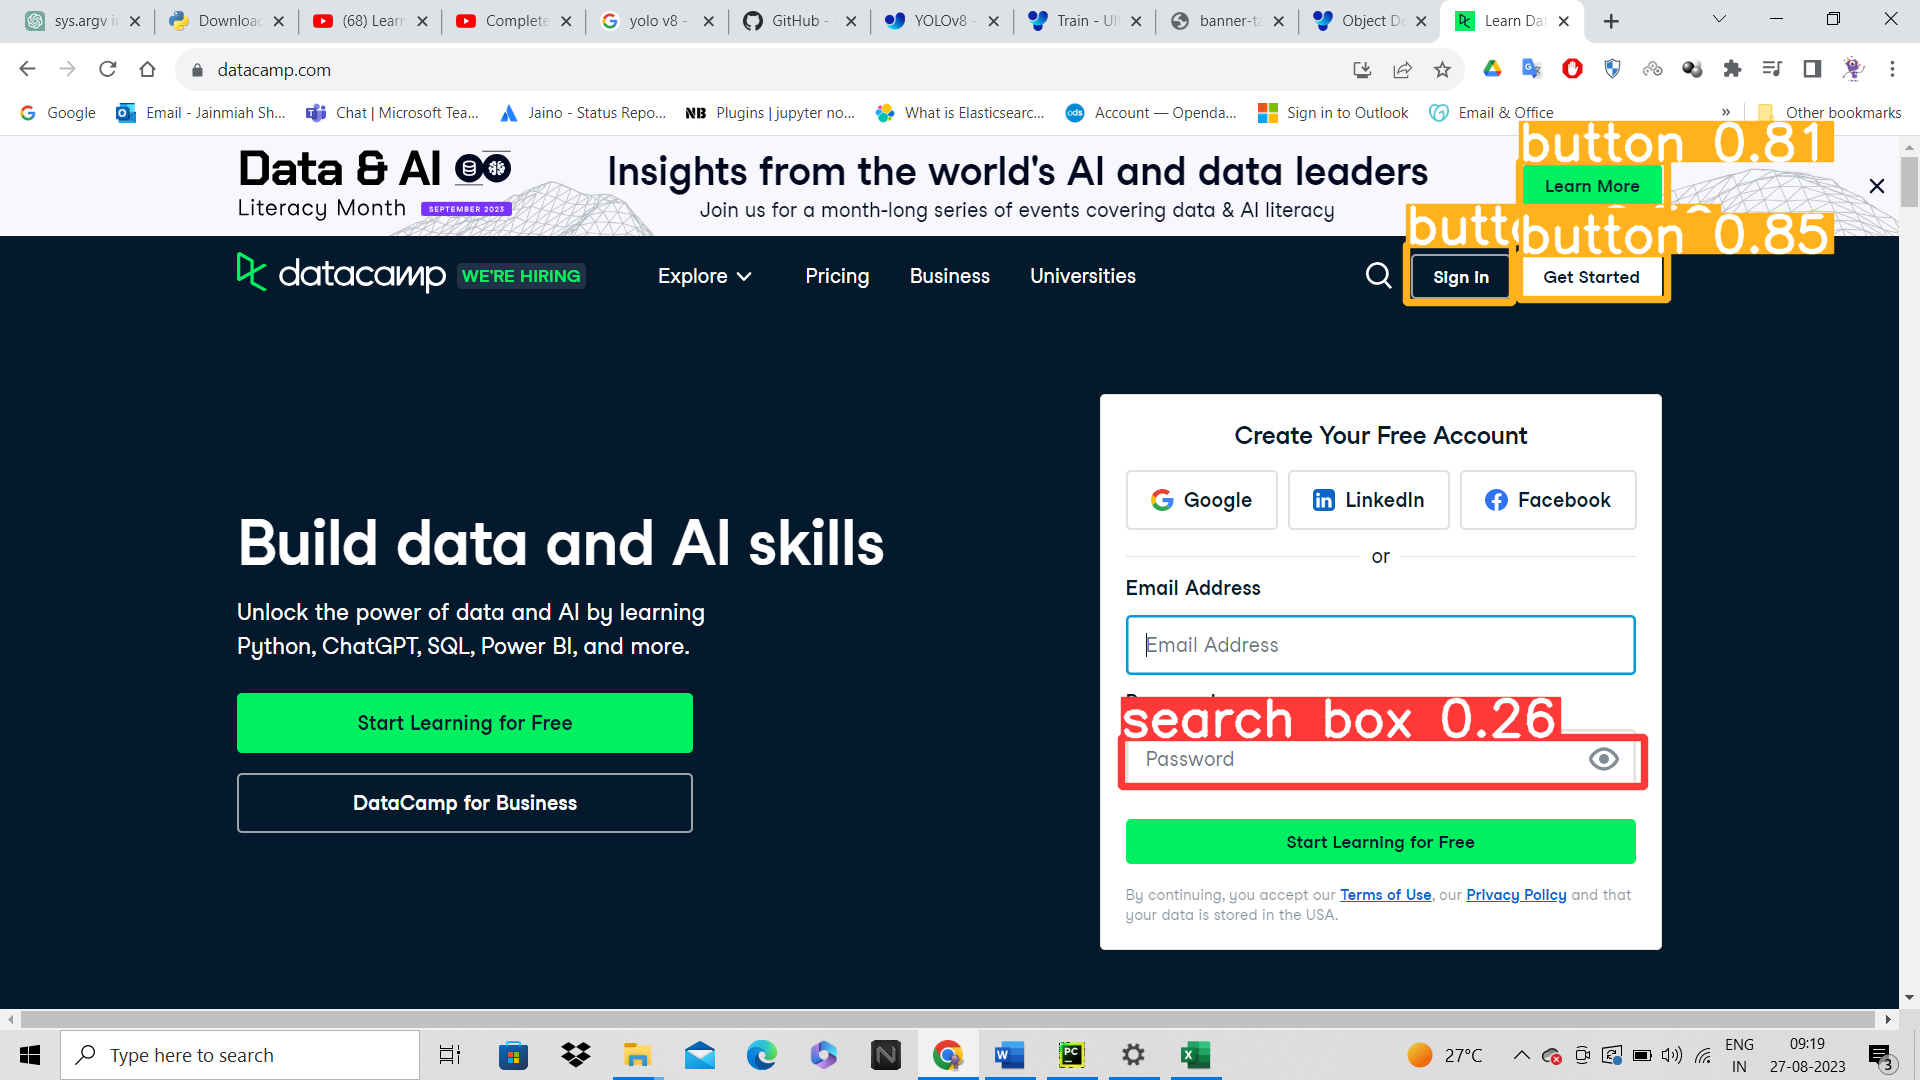 sys.argv i
Download
(68) Learn
Complete
yolo v8 -
GitHub -
YOLOv8 -
Train - Ult
banner-ta
Object De
Learn Dat
datacamp.com
Google
Email - Jainmiah Sh...
Chat | Microsoft Tea...
Jaino - Status Repo...
NB
Plugins | jupyter no...
What is Elasticsearc...
ods
Account — Openda...
Sign in to Outlook
Email & Office
»
Other bookmarks
Data & AI
Literacy Month
SEPTEMBER 2023
Insights from the world's AI and data leaders
Join us for a month-long series of events covering data & AI literacy
button 0.81
Learn More
butto
button 0.85
datacamp
WE'RE HIRING
Explore
Pricing
Business
Universities
Sign In
Get Started
Build data and AI skills
Unlock the power of data and AI by learning
Python, ChatGPT, SQL, Power BI, and more.
Start Learning for Free
DataCamp for Business
Create Your Free Account
Google
LinkedIn
Facebook
or
Email Address
Email Address
search box 0.26
Password
Start Learning for Free
By continuing, you accept our Terms of Use, our Privacy Policy and that
your data is stored in the USA.
Type here to search
27°C
ENG
IN
09:19
27-08-2023
3